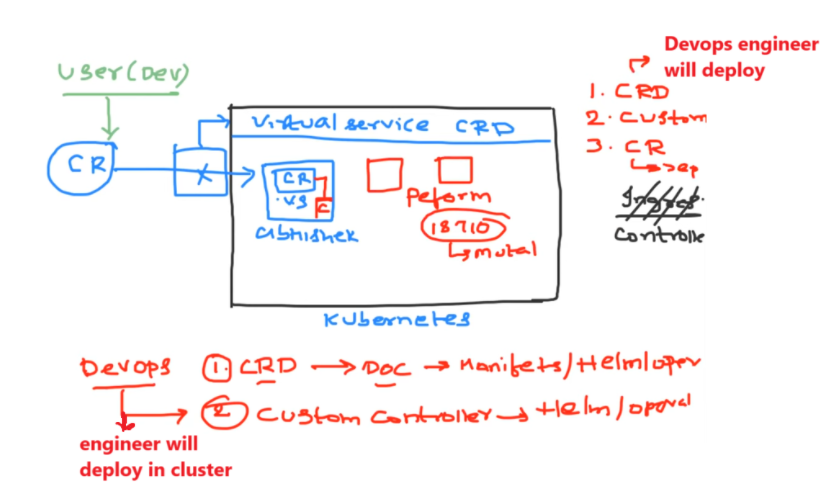 Devops engineer
will deploy
User(Dev)
1. CRD
2. Custom
3. CR
Virtual service CRD
CR
X
CR
.VS
C
Abhishek
Peform
18710
mutal
Controlle
Kubernetes
Devops
1. CRD → DOC → Manifets/Helm/oper
2 Custom Controller → Helm/
engineer will
deploy in cluster